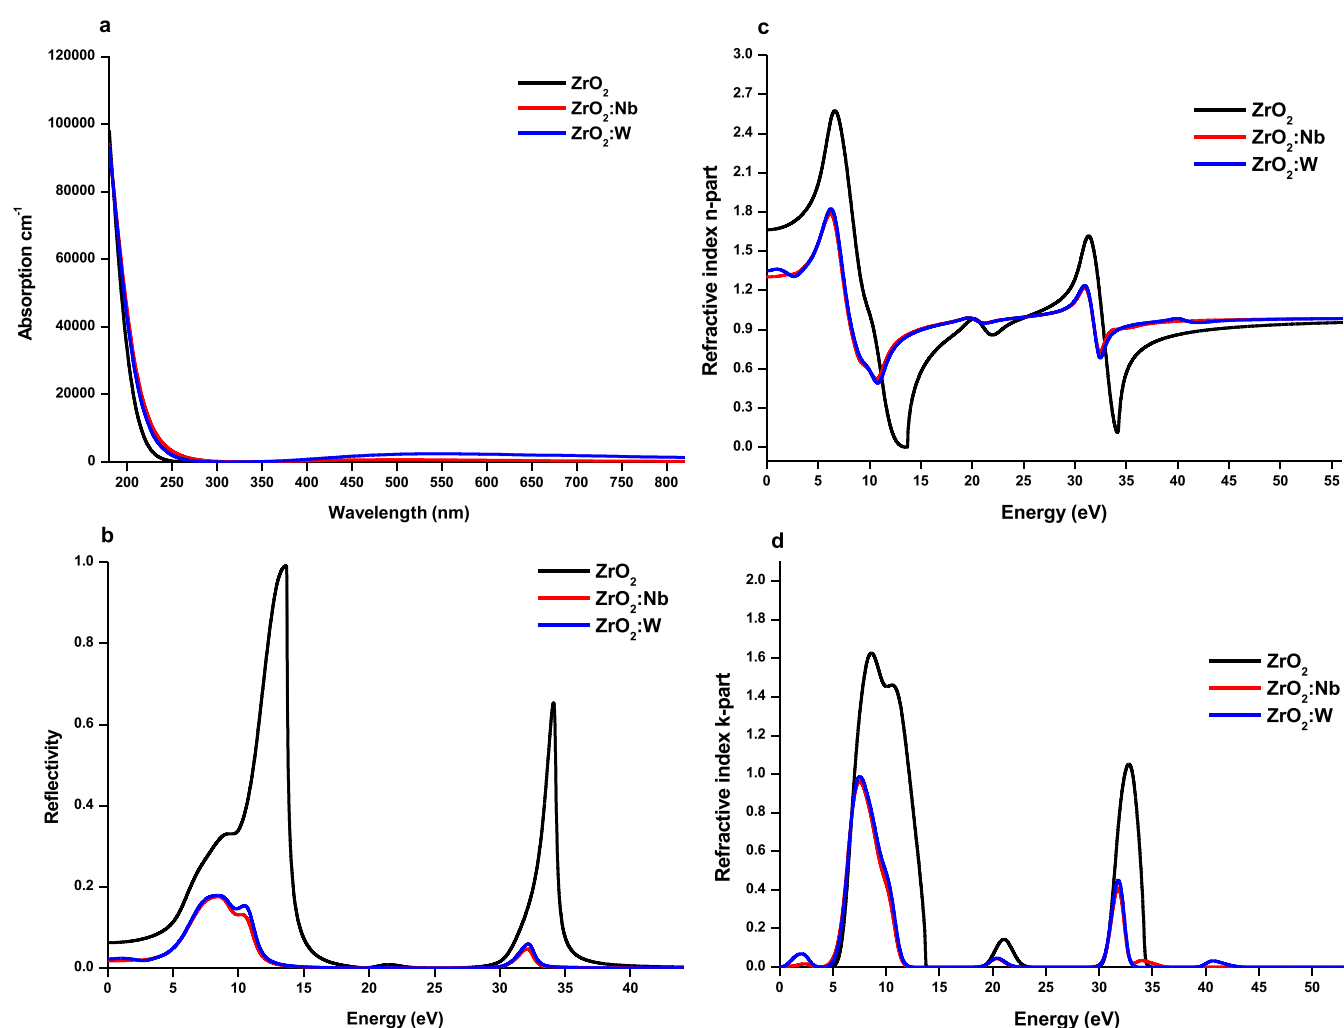 a
120000
100000
80000
60000
40000
20000
0
Absorption cm-1
200 250 300 350 400 450 500 550 600 650 700 750 800
Wavelength (nm)
ZrO2
ZrO2:Nb
ZrO2:W
c
3.0
2.7
2.4
2.1
1.8
1.5
1.2
0.9
0.6
0.3
0.0
Refractive index n-part
0 5 10 15 20 25 30 35 40 45 50 55
Energy (eV)
ZrO2
ZrO2:Nb
ZrO2:W
b
1.0
0.8
0.6
0.4
0.2
0.0
Reflectivity
0 5 10 15 20 25 30 35 40
Energy (eV)
ZrO2
ZrO2:Nb
ZrO2:W
d
2.0
1.8
1.6
1.4
1.2
1.0
0.8
0.6
0.4
0.2
0.0
Refractive index k-part
0 5 10 15 20 25 30 35 40 45 50
Energy (eV)
ZrO2
ZrO2:Nb
ZrO2:W